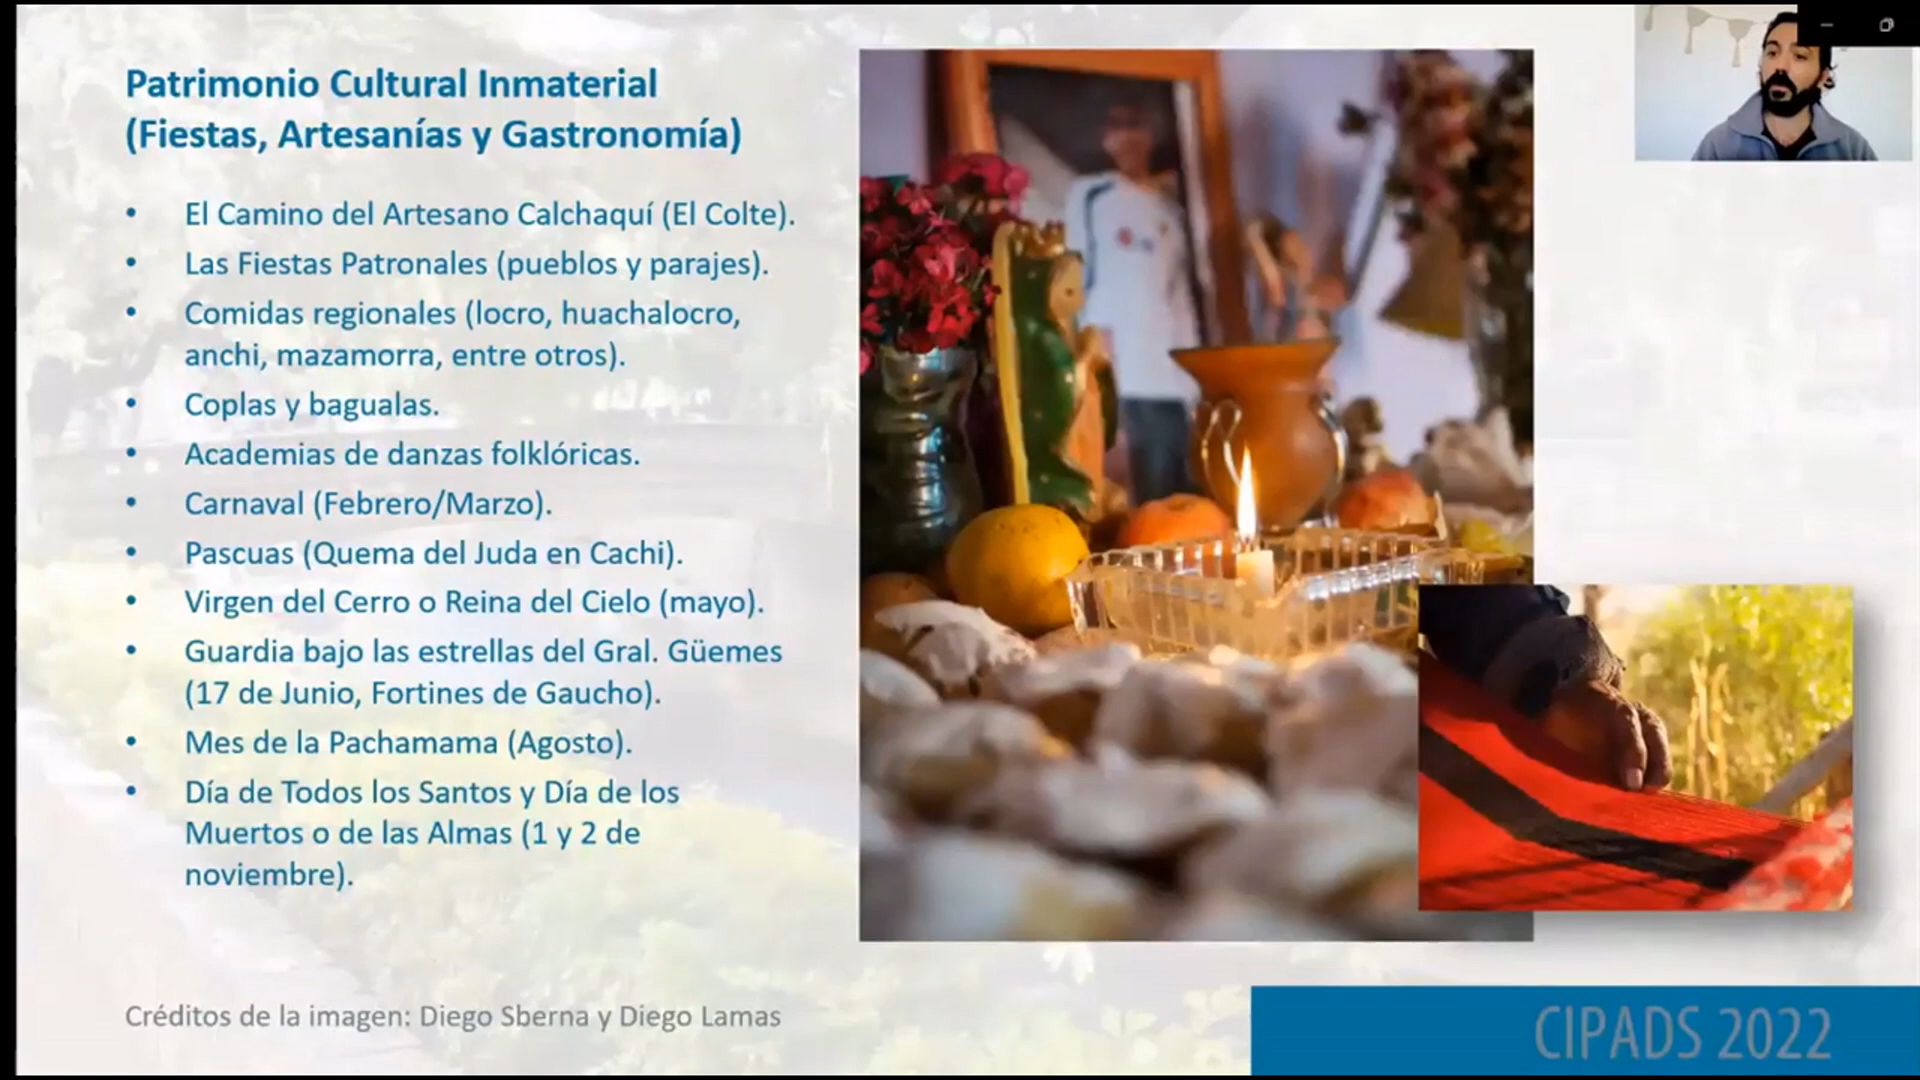 Patrimonio Cultural Inmaterial
(Fiestas, Artesanías y Gastronomía)
• El Camino del Artesano Calchaquí (El Colte).
• Las Fiestas Patronales (pueblos y parajes).
• Comidas regionales (locro, huachalocro,
anchi, mazamorra, entre otros).
• Coplas y bagualas.
• Academias de danzas folklóricas.
• Carnaval (Febrero/Marzo).
• Pascuas (Quema del Juda en Cachi).
• Virgen del Cerro o Reina del Cielo (mayo).
• Guardia bajo las estrellas del Gral. Güemes
(17 de Junio, Fortines de Gaucho).
• Mes de la Pachamama (Agosto).
• Día de Todos los Santos y Día de los
Muertos o de las Almas (1 y 2 de
noviembre).
Créditos de la imagen: Diego Sberna y Diego Lamas
CIPADS 2022